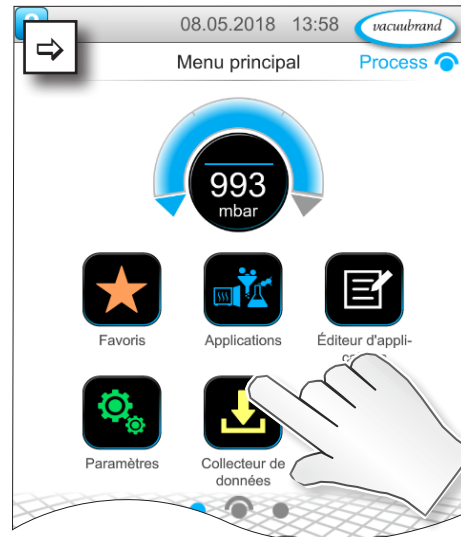 08.05.2018 13:58
vacuubrand
Menu principal
Process
993
mbar
Favoris
Applications
Éditeur d'appli-
Paramètres
Collecteur de
données